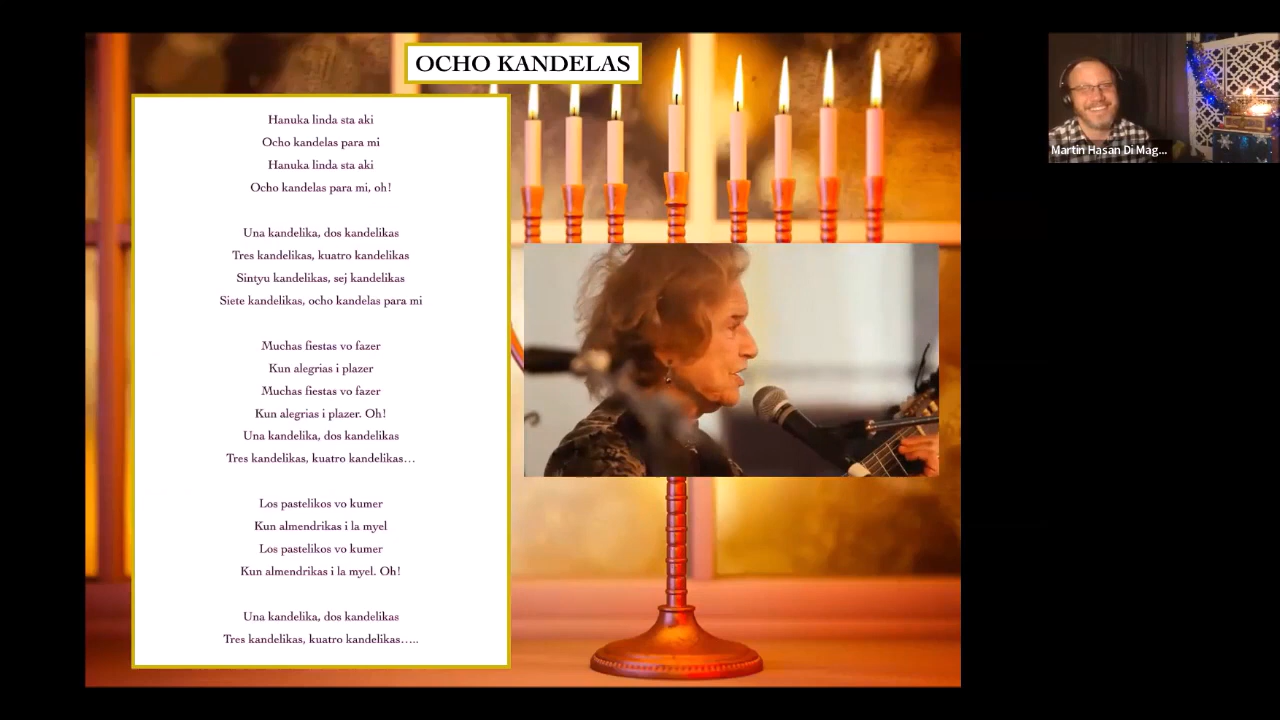 OCHO KANDELAS
Hanuka linda sta aki
Ocho kandelas para mi
Hanuka linda sta aki
Ocho kandelas para mi, oh!
Una kandelika, dos kandelikas
Tres kandelikas, kuatro kandelikas
Sintyu kandelikas, sej kandelikas
Siete kandelikas, ocho kandelas para mi
Muchas fiestas vo fazer
Kun alegrias i plazer
Muchas fiestas vo fazer
Kun alegrias i plazer. Oh!
Una kandelika, dos kandelikas
Tres kandelikas, kuatro kandelikas…
Los pastelikos vo kumer
Kun almendrikas i la myel
Los pastelikos vo kumer
Kun almendrikas i la myel. Oh!
Una kandelika, dos kandelikas
Tres kandelikas, kuatro kandelikas…..
Martin Hasan Di Mag...